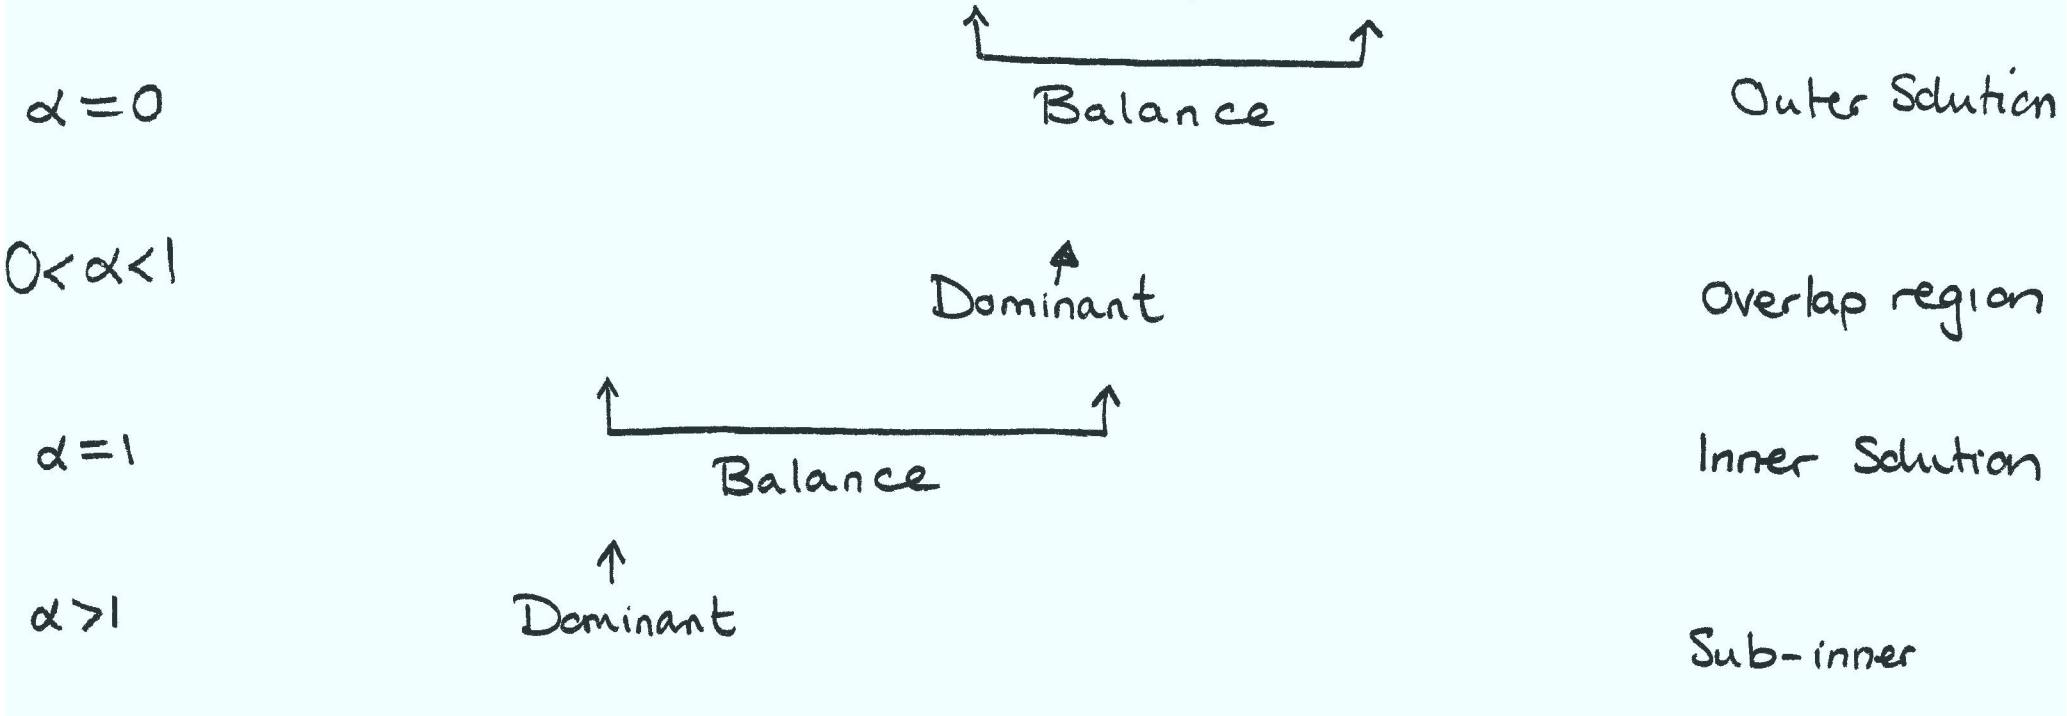 α=0 Balance Outer Solution
0<α<1 Dominant Overlap region
α=1 Balance Inner Solution
α>1 Dominant Sub-inner